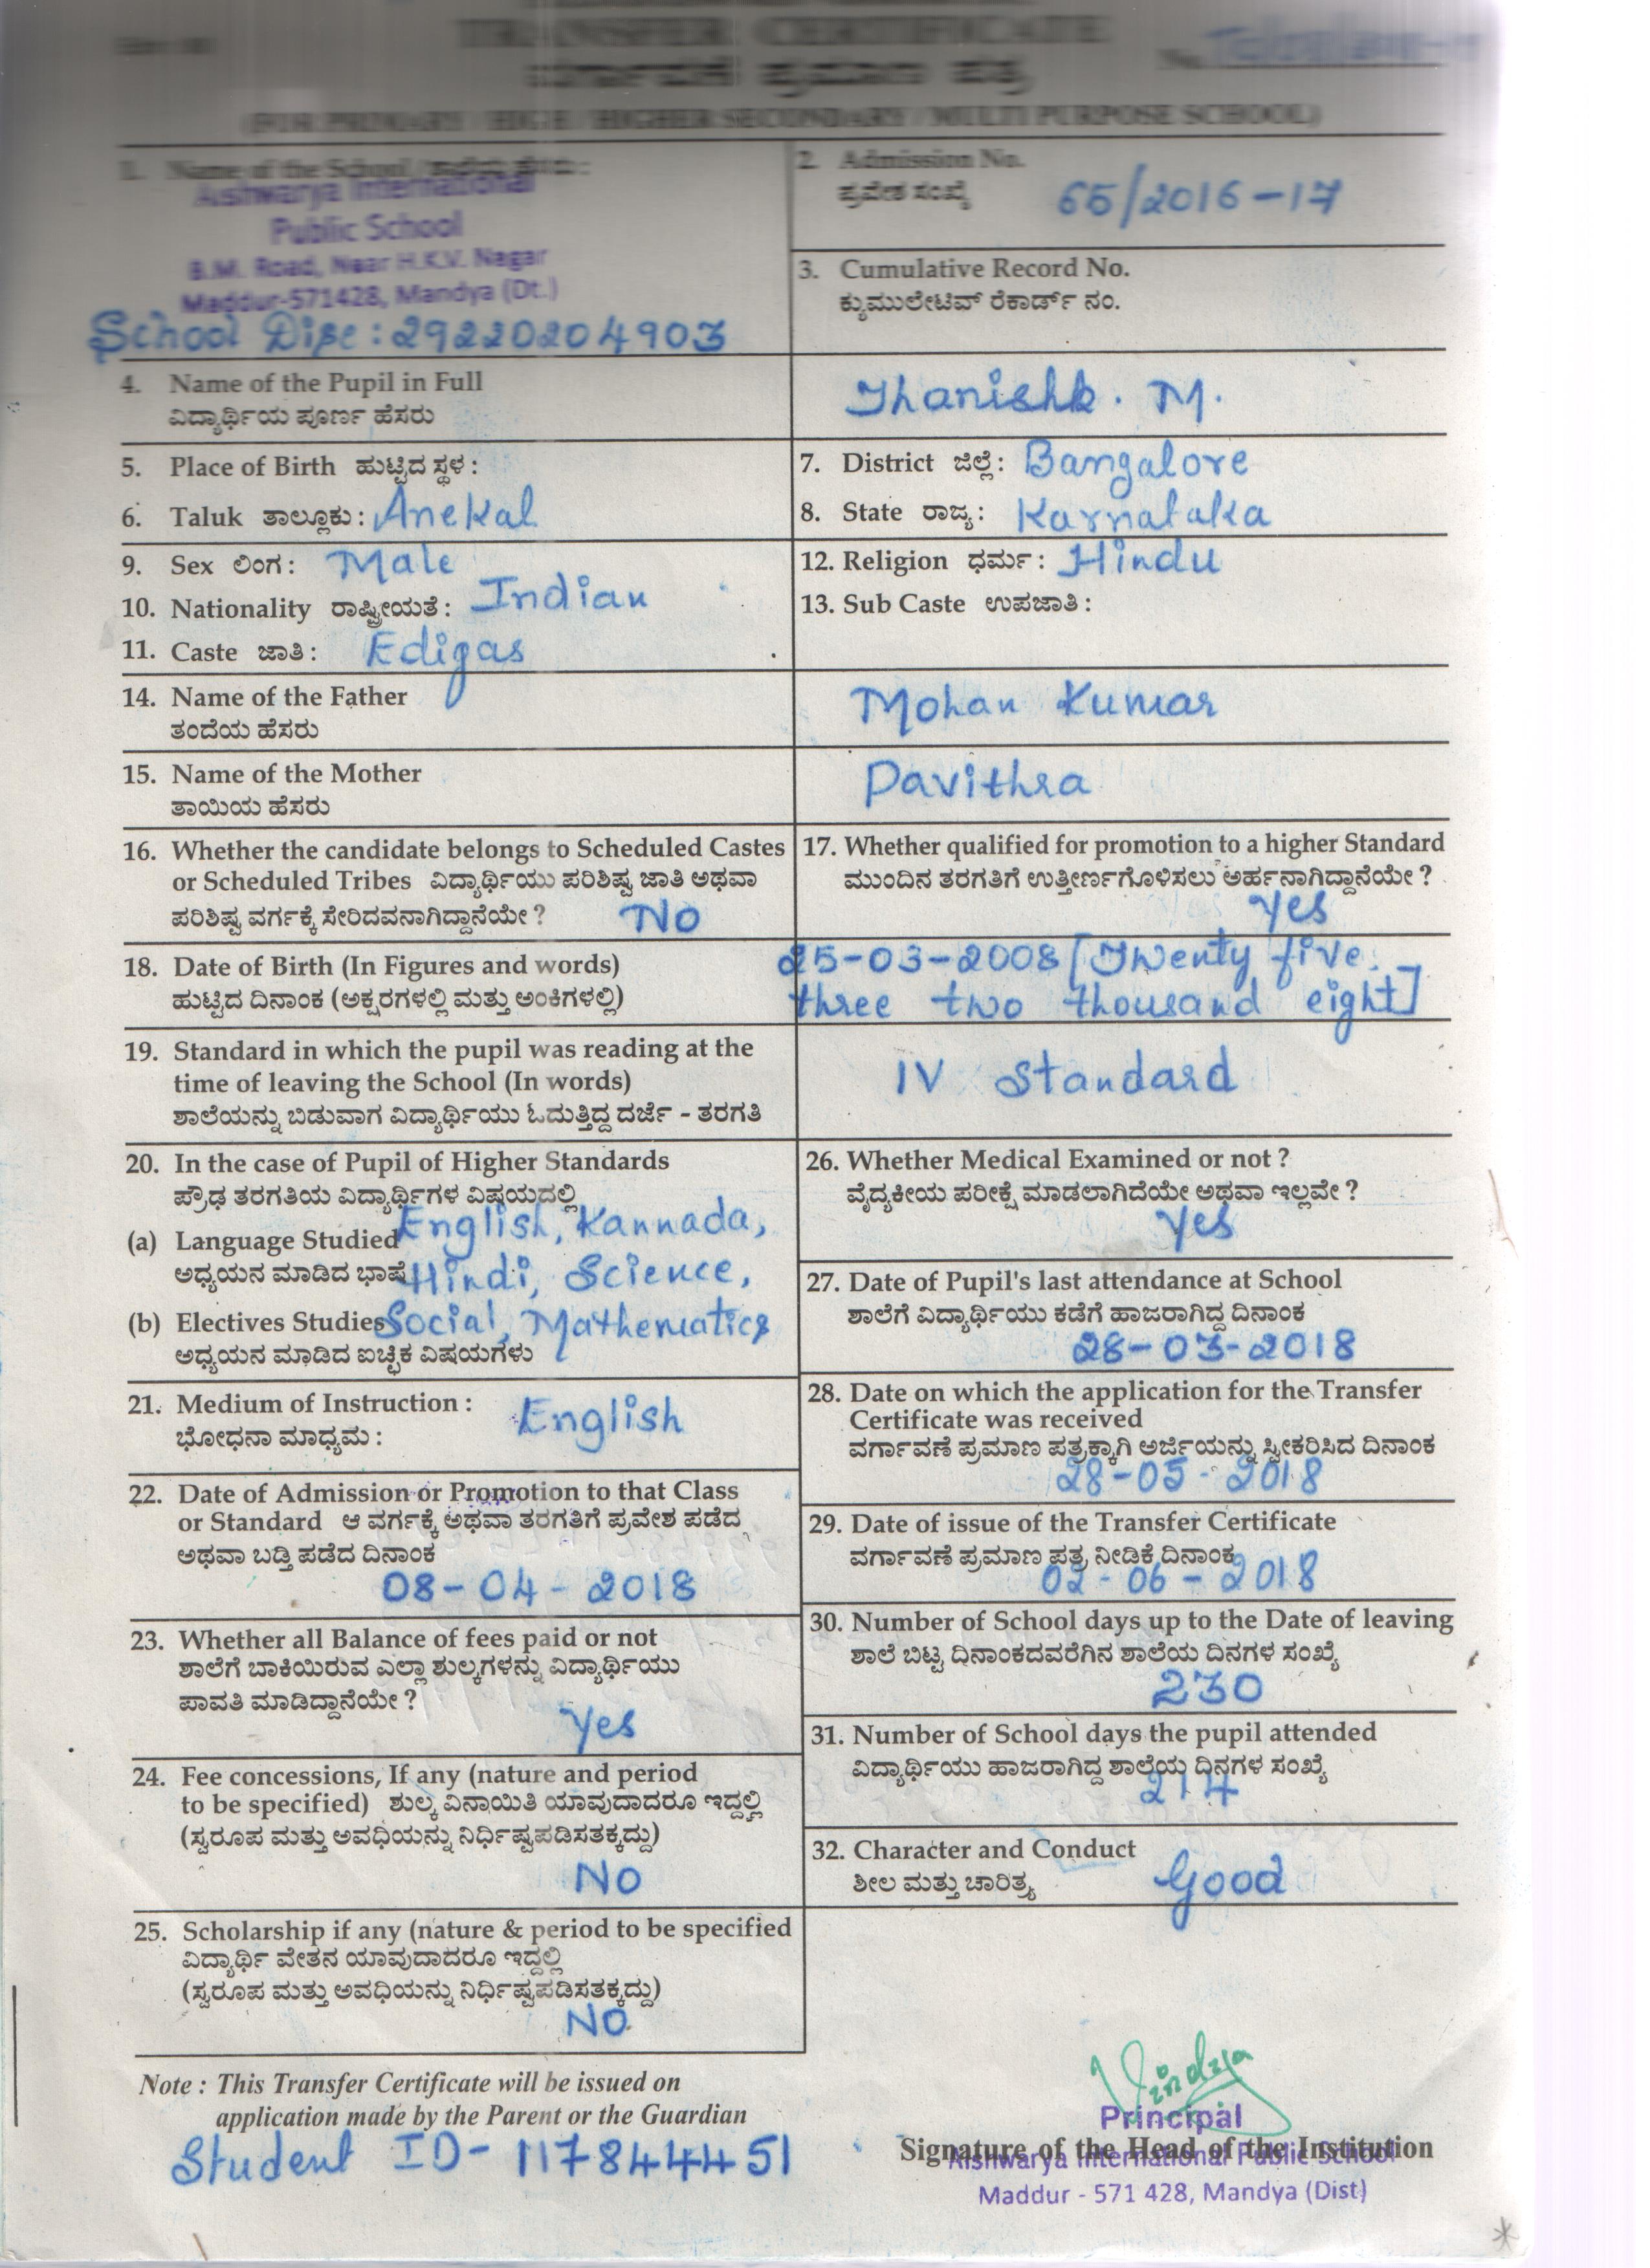 TRANSFER CERTIFICATE
ವರ್ಗಾವಣೆ ಪ್ರಮಾಣ ಪತ್ರ
No.
(FOR PRIMARY / HIGH / HIGHER SECONDARY / MULTI PURPOSE SCHOOL)
1. Name of the School / ಶಾಲೆಯ ಹೆಸರು :
Aishwarya International
Public School
B.M. Road, Near H.K.V. Nagar
Maddur-571428, Mandya (Dt.)
School Dise : 29220204903
2. Admission No.
ಪ್ರವೇಶ ಸಂಖ್ಯೆ 65/2016-17
3. Cumulative Record No.
ಕ್ಯುಮುಲೇಟಿವ್ ರೆಕಾರ್ಡ್ ನಂ.
4. Name of the Pupil in Full
ವಿದ್ಯಾರ್ಥಿಯ ಪೂರ್ಣ ಹೆಸರು
Thanishk. M.
5. Place of Birth ಹುಟ್ಟಿದ ಸ್ಥಳ :
6. Taluk ತಾಲ್ಲೂಕು : Anekal
7. District ಜಿಲ್ಲೆ : Bangalore
8. State ರಾಜ್ಯ : Karnataka
9. Sex ಲಿಂಗ : Male
10. Nationality ರಾಷ್ಟ್ರೀಯತೆ : Indian
11. Caste ಜಾತಿ : Edigas
12. Religion ಧರ್ಮ : Hindu
13. Sub Caste ಉಪಜಾತಿ :
14. Name of the Father
ತಂದೆಯ ಹೆಸರು
Mohan Kumar
15. Name of the Mother
ತಾಯಿಯ ಹೆಸರು
Pavithra
16. Whether the candidate belongs to Scheduled Castes
or Scheduled Tribes ವಿದ್ಯಾರ್ಥಿಯು ಪರಿಶಿಷ್ಟ ಜಾತಿ ಅಥವಾ
ಪರಿಶಿಷ್ಟ ವರ್ಗಕ್ಕೆ ಸೇರಿದವನಾಗಿದ್ದಾನೆಯೇ ? NO
17. Whether qualified for promotion to a higher Standard
ಮುಂದಿನ ತರಗತಿಗೆ ಉತ್ತೀರ್ಣಗೊಳಿಸಲು ಅರ್ಹನಾಗಿದ್ದಾನೆಯೇ ?
Yes
18. Date of Birth (In Figures and words)
ಹುಟ್ಟಿದ ದಿನಾಂಕ (ಅಕ್ಷರಗಳಲ್ಲಿ ಮತ್ತು ಅಂಕಿಗಳಲ್ಲಿ)
25-03-2008 [Twenty five
three two thousand eight]
19. Standard in which the pupil was reading at the
time of leaving the School (In words)
ಶಾಲೆಯನ್ನು ಬಿಡುವಾಗ ವಿದ್ಯಾರ್ಥಿಯು ಓದುತ್ತಿದ್ದ ದರ್ಜೆ - ತರಗತಿ
IV Standard
20. In the case of Pupil of Higher Standards
ಪ್ರೌಢ ತರಗತಿಯ ವಿದ್ಯಾರ್ಥಿಗಳ ವಿಷಯದಲ್ಲಿ
(a) Language Studied English, Kannada,
ಅಧ್ಯಯನ ಮಾಡಿದ ಭಾಷೆ Hindi, Science,
(b) Electives Studies Social, Mathematics
ಅಧ್ಯಯನ ಮಾಡಿದ ಐಚ್ಛಿಕ ವಿಷಯಗಳು
21. Medium of Instruction : English
ಭೋಧನಾ ಮಾಧ್ಯಮ :
22. Date of Admission or Promotion to that Class
or Standard ಆ ವರ್ಗಕ್ಕೆ ಅಥವಾ ತರಗತಿಗೆ ಪ್ರವೇಶ ಪಡೆದ
ಅಥವಾ ಬಡ್ತಿ ಪಡೆದ ದಿನಾಂಕ
08-04-2018
23. Whether all Balance of fees paid or not
ಶಾಲೆಗೆ ಬಾಕಿಯಿರುವ ಎಲ್ಲಾ ಶುಲ್ಕಗಳನ್ನು ವಿದ್ಯಾರ್ಥಿಯು
ಪಾವತಿ ಮಾಡಿದ್ದಾನೆಯೇ ?
Yes
24. Fee concessions, If any (nature and period
to be specified) ಶುಲ್ಕ ವಿನಾಯಿತಿ ಯಾವುದಾದರೂ ಇದ್ದಲ್ಲಿ
(ಸ್ವರೂಪ ಮತ್ತು ಅವಧಿಯನ್ನು ನಿರ್ಧಿಷ್ಟಪಡಿಸತಕ್ಕದ್ದು)
NO
25. Scholarship if any (nature & period to be specified
ವಿದ್ಯಾರ್ಥಿ ವೇತನ ಯಾವುದಾದರೂ ಇದ್ದಲ್ಲಿ
(ಸ್ವರೂಪ ಮತ್ತು ಅವಧಿಯನ್ನು ನಿರ್ಧಿಷ್ಟಪಡಿಸತಕ್ಕದ್ದು)
NO
26. Whether Medical Examined or not ?
ವೈದ್ಯಕೀಯ ಪರೀಕ್ಷೆ ಮಾಡಲಾಗಿದೆಯೇ ಅಥವಾ ಇಲ್ಲವೇ ?
Yes
27. Date of Pupil's last attendance at School
ಶಾಲೆಗೆ ವಿದ್ಯಾರ್ಥಿಯು ಕಡೆಗೆ ಹಾಜರಾಗಿದ್ದ ದಿನಾಂಕ
28-03-2018
28. Date on which the application for the Transfer
Certificate was received
ವರ್ಗಾವಣೆ ಪ್ರಮಾಣ ಪತ್ರಕ್ಕಾಗಿ ಅರ್ಜಿಯನ್ನು ಸ್ವೀಕರಿಸಿದ ದಿನಾಂಕ
28-05-2018
29. Date of issue of the Transfer Certificate
ವರ್ಗಾವಣೆ ಪ್ರಮಾಣ ಪತ್ರ ನೀಡಿಕೆ ದಿನಾಂಕ
02-06-2018
30. Number of School days up to the Date of leaving
ಶಾಲೆ ಬಿಟ್ಟ ದಿನಾಂಕದವರೆಗಿನ ಶಾಲೆಯ ದಿನಗಳ ಸಂಖ್ಯೆ
230
31. Number of School days the pupil attended
ವಿದ್ಯಾರ್ಥಿಯು ಹಾಜರಾಗಿದ್ದ ಶಾಲೆಯ ದಿನಗಳ ಸಂಖ್ಯೆ
214
32. Character and Conduct
ಶೀಲ ಮತ್ತು ಚಾರಿತ್ರ್ಯ Good
Note : This Transfer Certificate will be issued on
application made by the Parent or the Guardian
Student ID- 117844451
Vindya
Principal
Signature of the Head of the Institution
Aishwarya International Public School
Maddur - 571 428, Mandya (Dist)